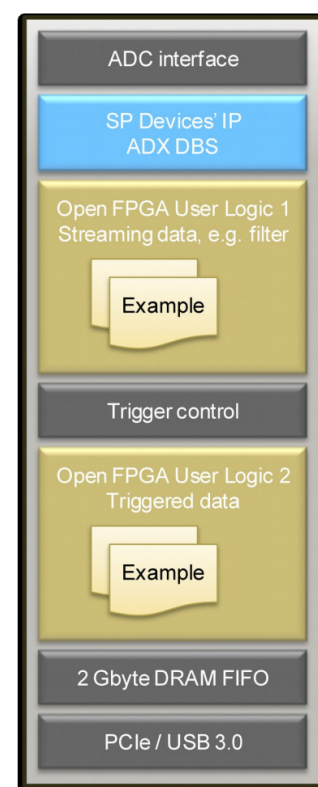 ADC interface
SP Devices' IP
ADX DBS
Open FPGA User Logic 1
Streaming data, e.g. filter
Example
Trigger control
Open FPGA User Logic 2
Triggered data
Example
2 Gbyte DRAM FIFO
PCIe / USB 3.0